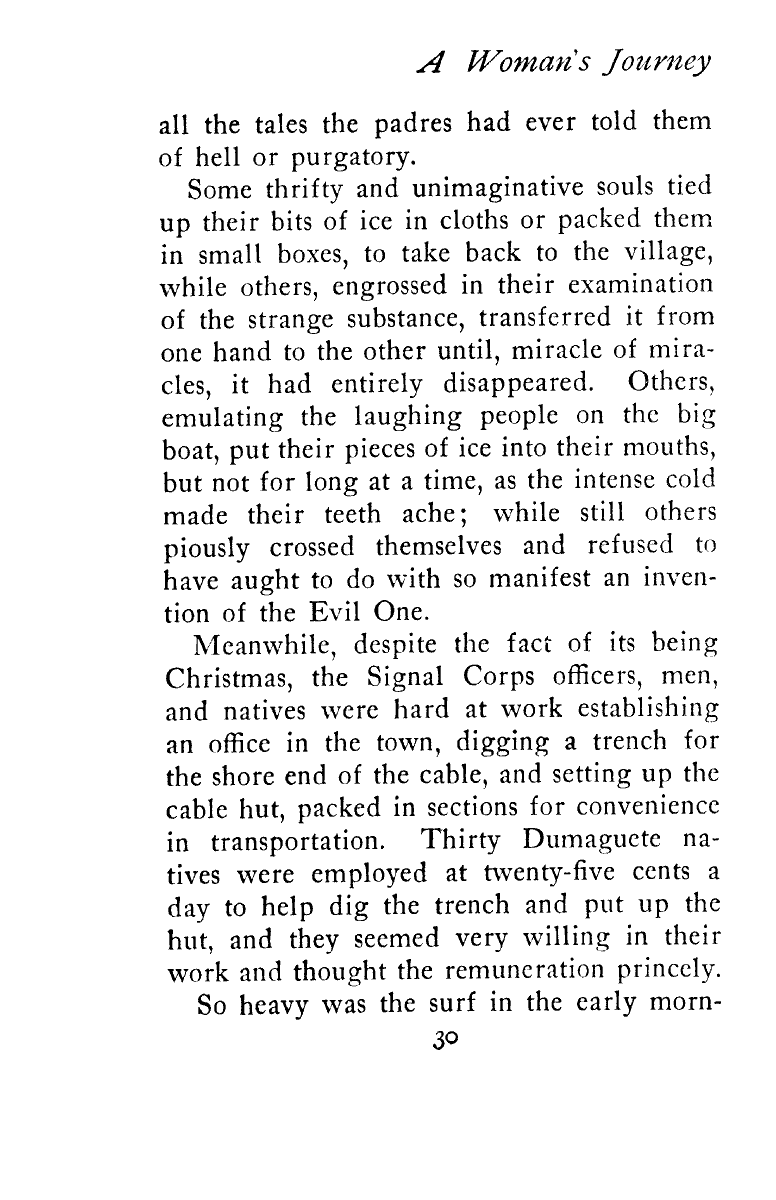 A Woman's Journey
all the tales the padres had ever told them
of hell or purgatory.
Some thrifty and unimaginative souls tied
up their bits of ice in cloths or packed them
in small boxes, to take back to the village,
while others, engrossed in their examination
of the strange substance, transferred it from
one hand to the other until, miracle of mira-
cles, it had entirely disappeared. Others,
emulating the laughing people on the big
boat, put their pieces of ice into their mouths,
but not for long at a time, as the intense cold
made their teeth ache; while still others
piously crossed themselves and refused to
have aught to do with so manifest an inven-
tion of the Evil One.
Meanwhile, despite the fact of its being
Christmas, the Signal Corps officers, men,
and natives were hard at work establishing
an office in the town, digging a trench for
the shore end of the cable, and setting up the
cable hut, packed in sections for convenience
in transportation. Thirty Dumaguete na-
tives were employed at twenty-five cents a
day to help dig the trench and put up the
hut, and they seemed very willing in their
work and thought the remuneration princely.
So heavy was the surf in the early morn-
30